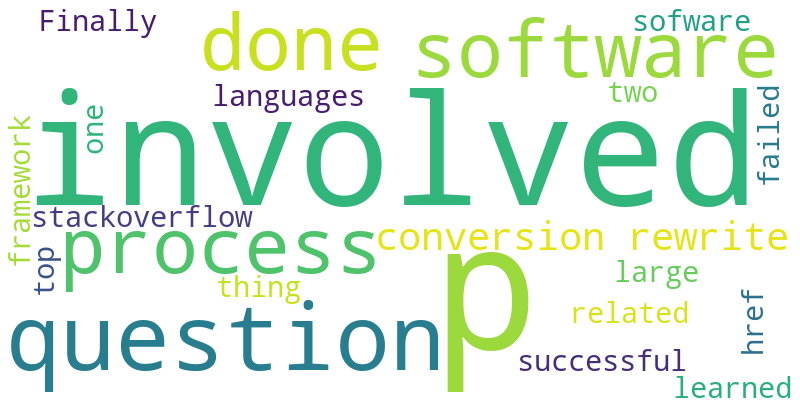 Finally
done
software
sofware
languages
two
involved
one
failed
framework
stackoverflow
process
conversion rewrite
top
thing
p
large
related
href
question
successful
learned